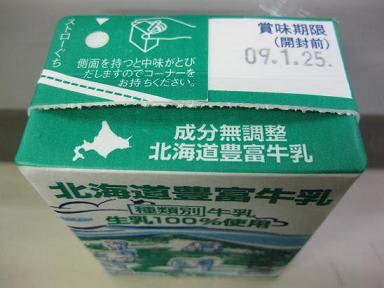 ストローぐち
側面を持つと中味がとび
だしますのでコーナーを
お持ちください。
賞味期限
(開封前)
09.1.25.
成分無調整
北海道豊富牛乳
北海道豊富牛乳
種類別 牛乳
生乳100%使用